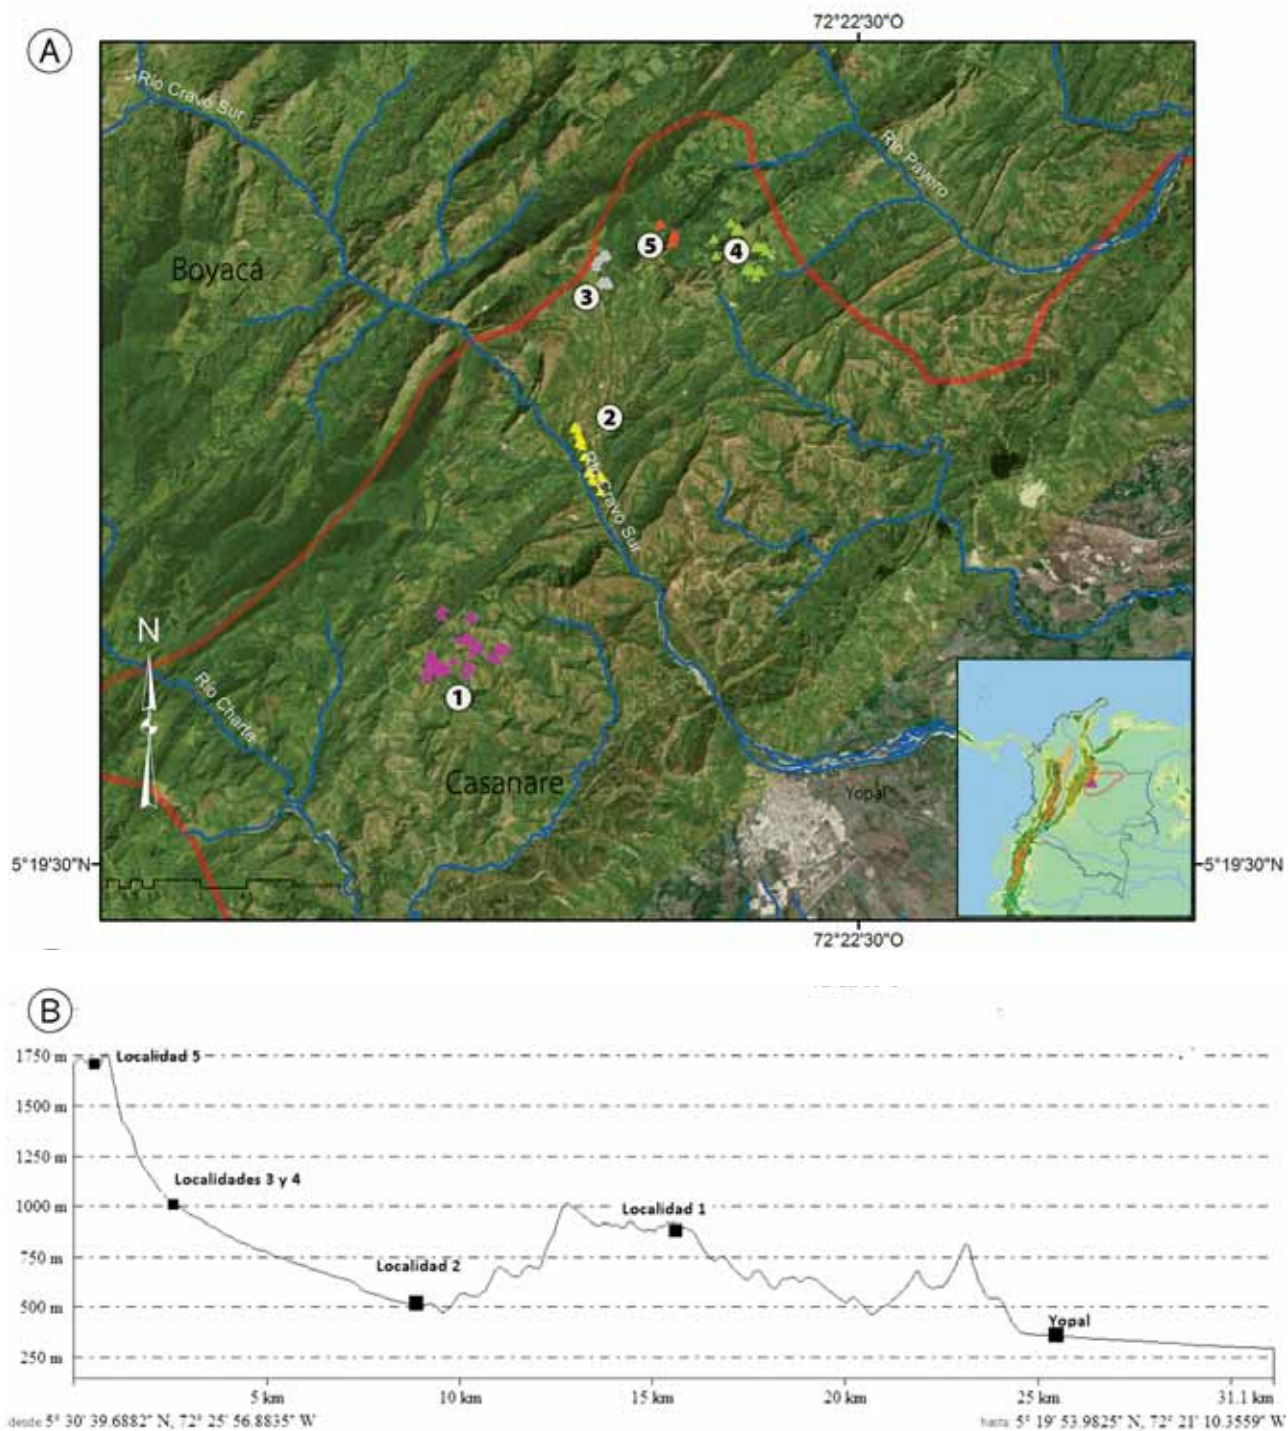 A
72°22'30"O
Río Cravo Sur
Río Payero
Boyacá
5
4
3
2
Río Cravo Sur
N
1
Río Charte
Casanare
Yopal
5°19'30"N
5°19'30"N
72°22'30"O
B
1750 m
Localidad 5
1500 m
1250 m
Localidades 3 y 4
1000 m
Localidad 1
750 m
Localidad 2
500 m
Yopal
250 m
5 km
10 km
15 km
20 km
25 km
31.1 km
desde 5° 30' 39.6882" N, 72° 25' 56.8835" W
hasta 5° 19' 53.9825" N, 72° 21' 10.3559" W